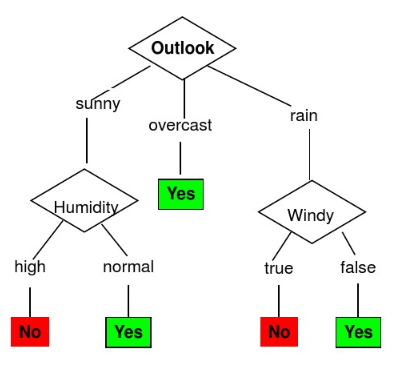 Outlook
sunny
overcast
rain
Yes
Humidity
Windy
high
normal
true
false
No
Yes
No
Yes